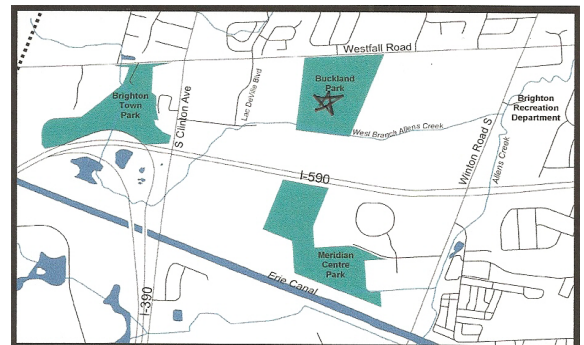 Westfall Road
Buckland
Park
Brighton
Town
Park
S Clinton Ave
Lac DeVille Blvd
West Branch Allens Creek
Brighton
Recreation
Department
Winton Road S
Allens Creek
I-590
Meridian
Centre
Park
Erie Canal
I-390